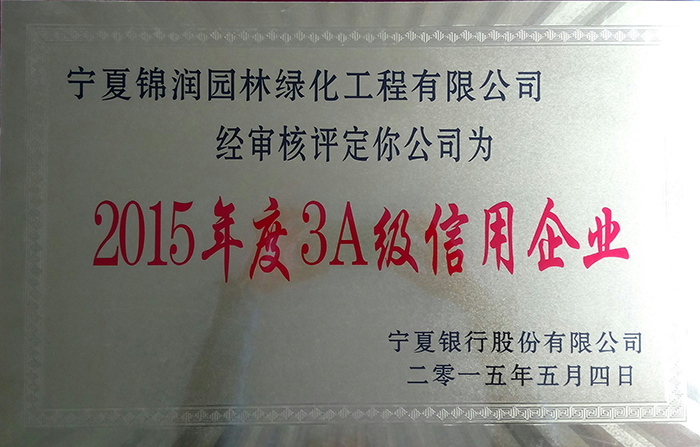 宁夏锦润园林绿化工程有限公司
经审核评定你公司为
2015年度3A级信用企业
宁夏银行股份有限公司
二零一五年五月四日